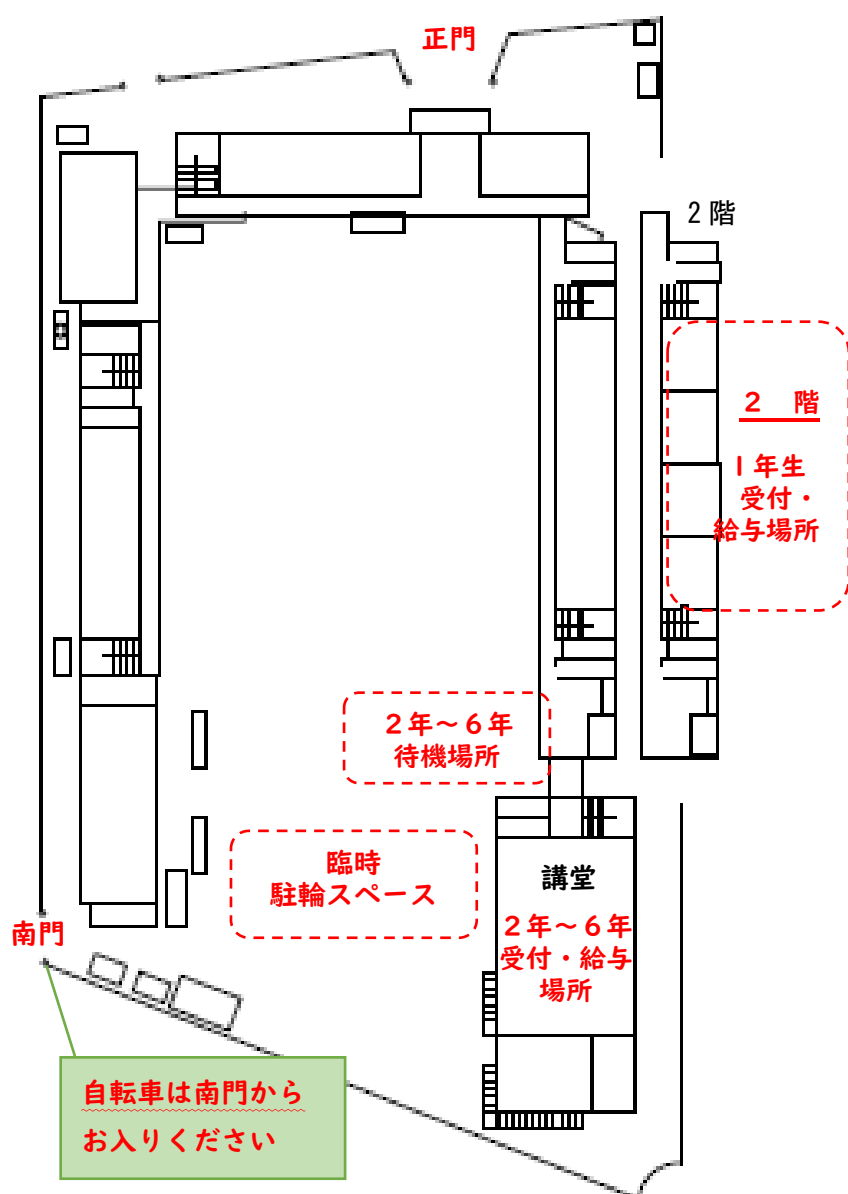 正門
2階
２　階
１年生
受付・
給与場所
２年～６年
待機場所
臨時
駐輪スペース
講堂
２年～６年
受付・給与
場所
南門
自転車は南門から
お入りください